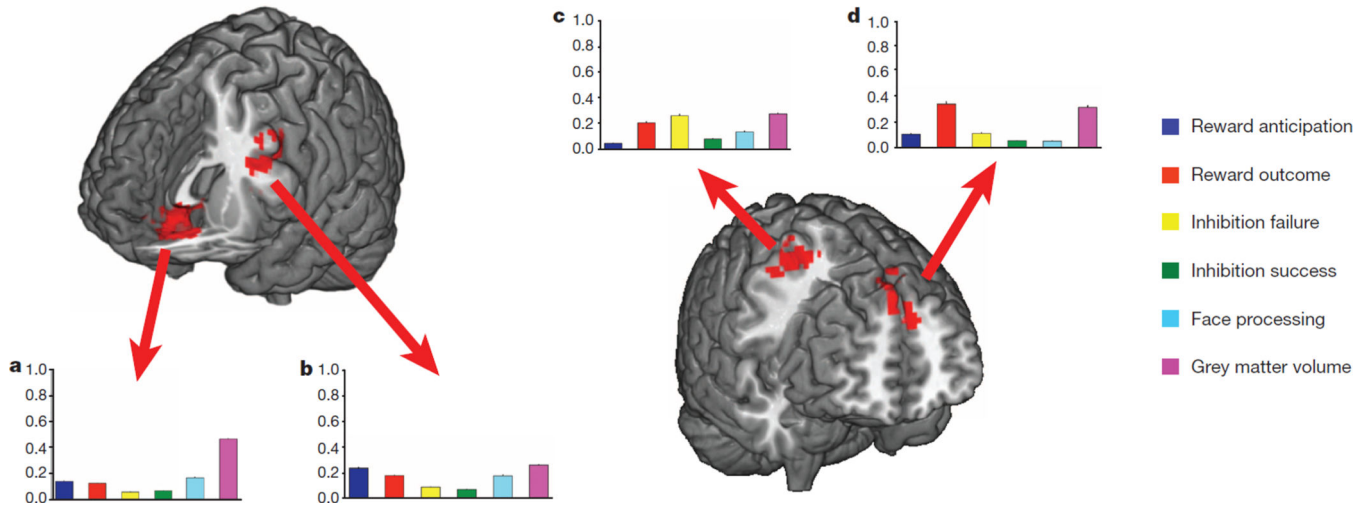 c
1.0
0.8
0.6
0.4
0.2
0.0
d
1.0
0.8
0.6
0.4
0.2
0.0
Reward anticipation
Reward outcome
Inhibition failure
Inhibition success
Face processing
Grey matter volume
a
1.0
0.8
0.6
0.4
0.2
0.0
b
1.0
0.8
0.6
0.4
0.2
0.0